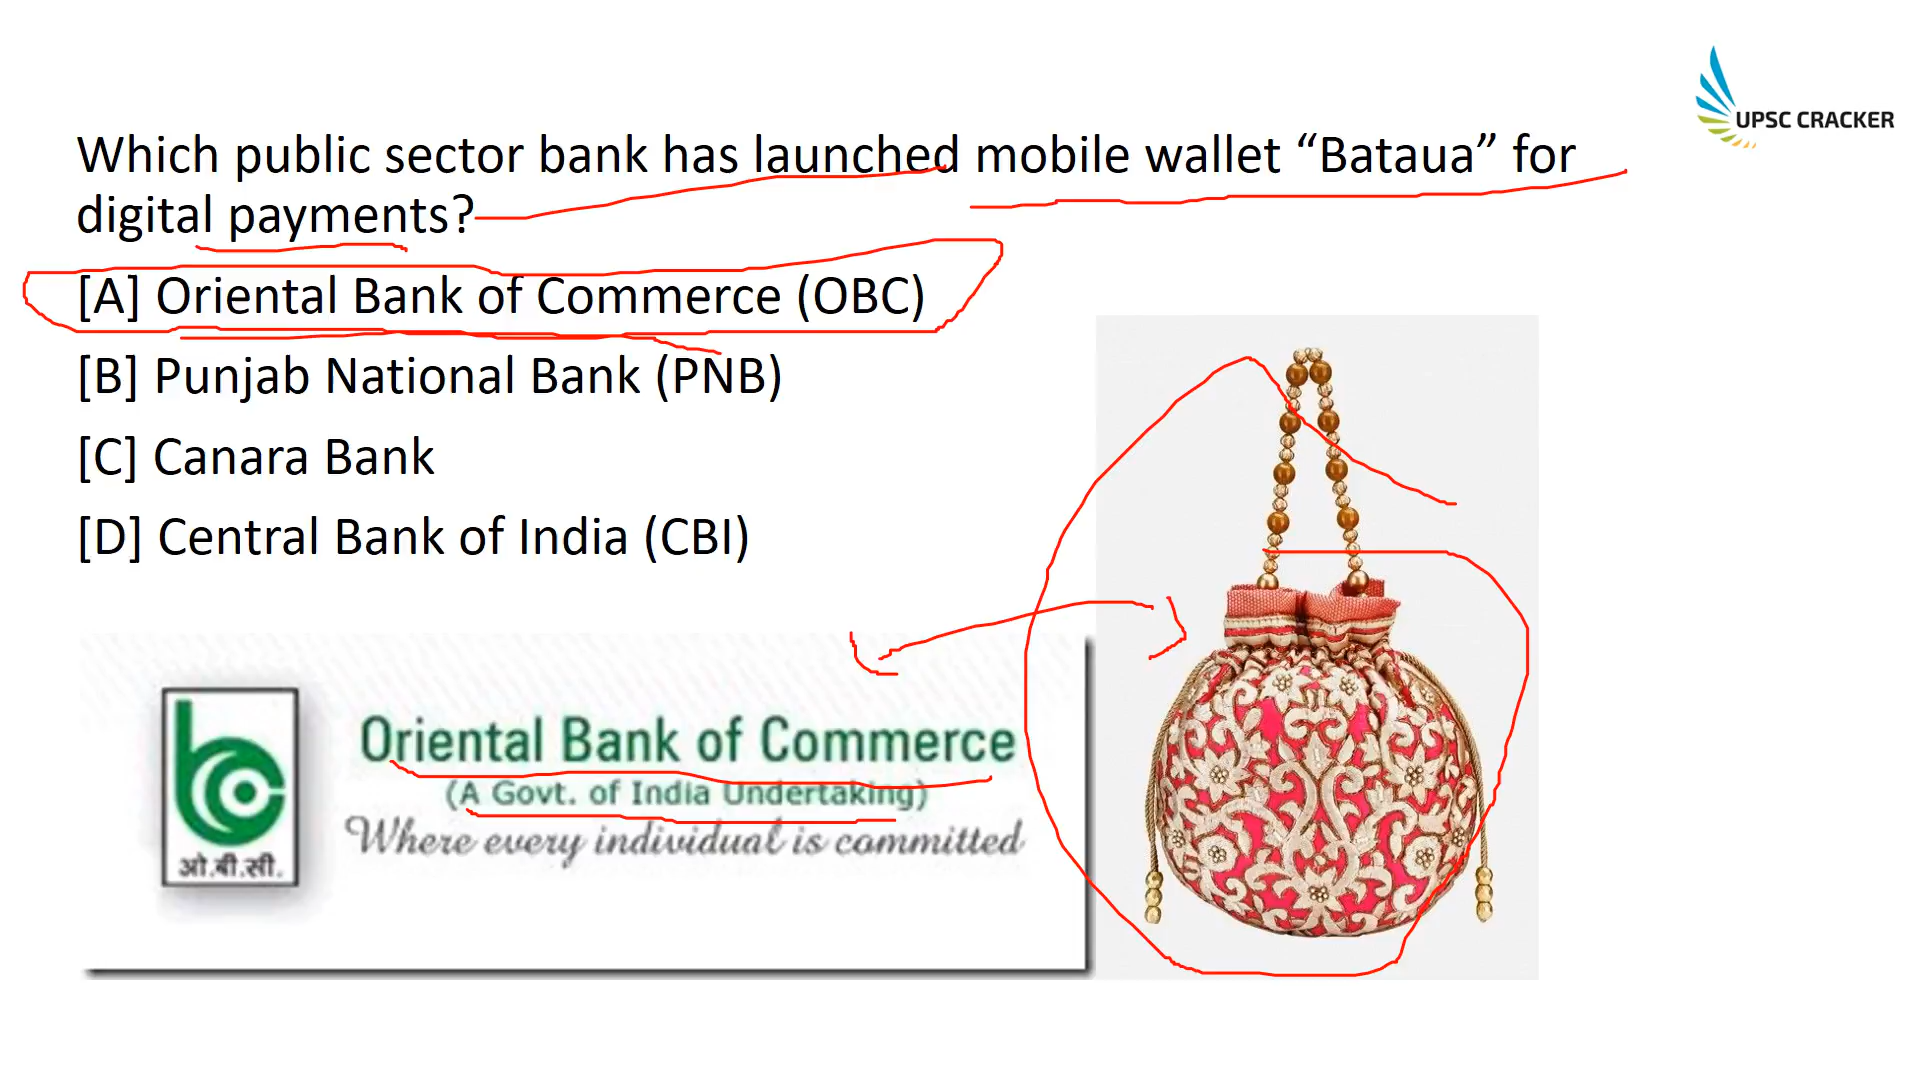 UPSC CRACKER
Which public sector bank has launched mobile wallet “Bataua” for
digital payments?
[A] Oriental Bank of Commerce (OBC)
[B] Punjab National Bank (PNB)
[C] Canara Bank
[D] Central Bank of India (CBI)
ओ.बी.सी.
Oriental Bank of Commerce
(A Govt. of India Undertaking)
Where every individual is committed